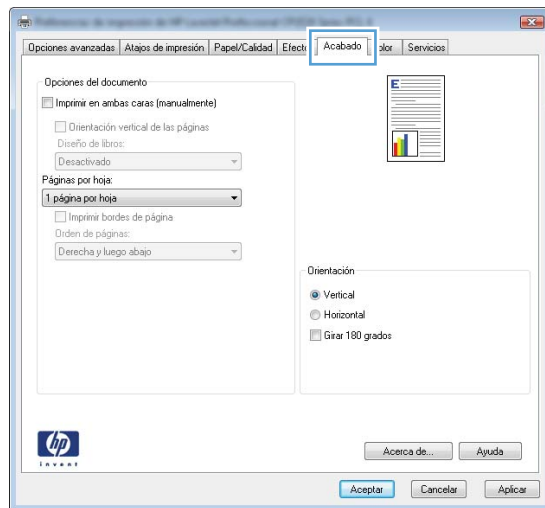 Opciones avanzadas Atajos de impresión Papel/Calidad Acabado Servicios
Opciones del documento
Imprimir en ambas caras (manualmente)
Orientación vertical de las páginas
Diseño de libros:
Desactivado
Páginas por hoja:
1 página por hoja
Imprimir bordes de página
Orden de páginas:
Derecha y luego abajo
E
Orientación
Vertical
Horizontal
Girar 180 grados
hp
invent
Acerca de... Ayuda
Aceptar Cancelar Aplicar